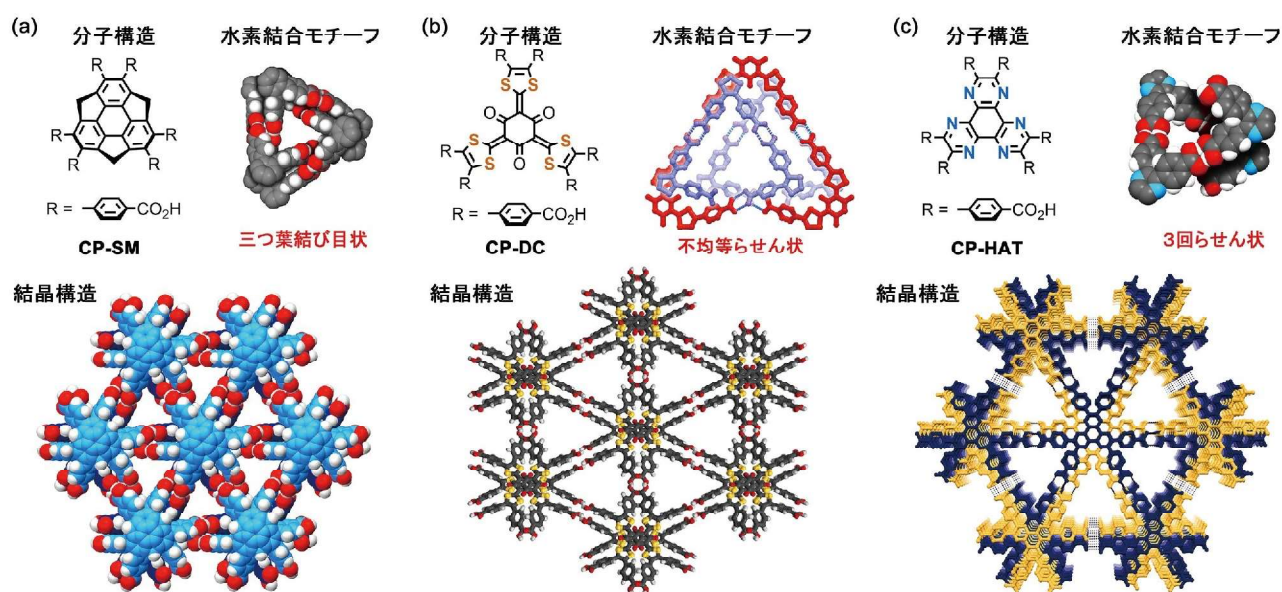 (a)
分子構造
水素結合モチーフ
R R
R R
R R
R = CO₂H
CP-SM
三つ葉結び目状
結晶構造
(b)
分子構造
水素結合モチーフ
R R
S S
O O
S S
R R
S O S
R R
R = CO₂H
CP-DC
不均等らせん状
結晶構造
(c)
分子構造
水素結合モチーフ
R R
N N
R N N R
R N N R
R = CO₂H
CP-HAT
3回らせん状
結晶構造